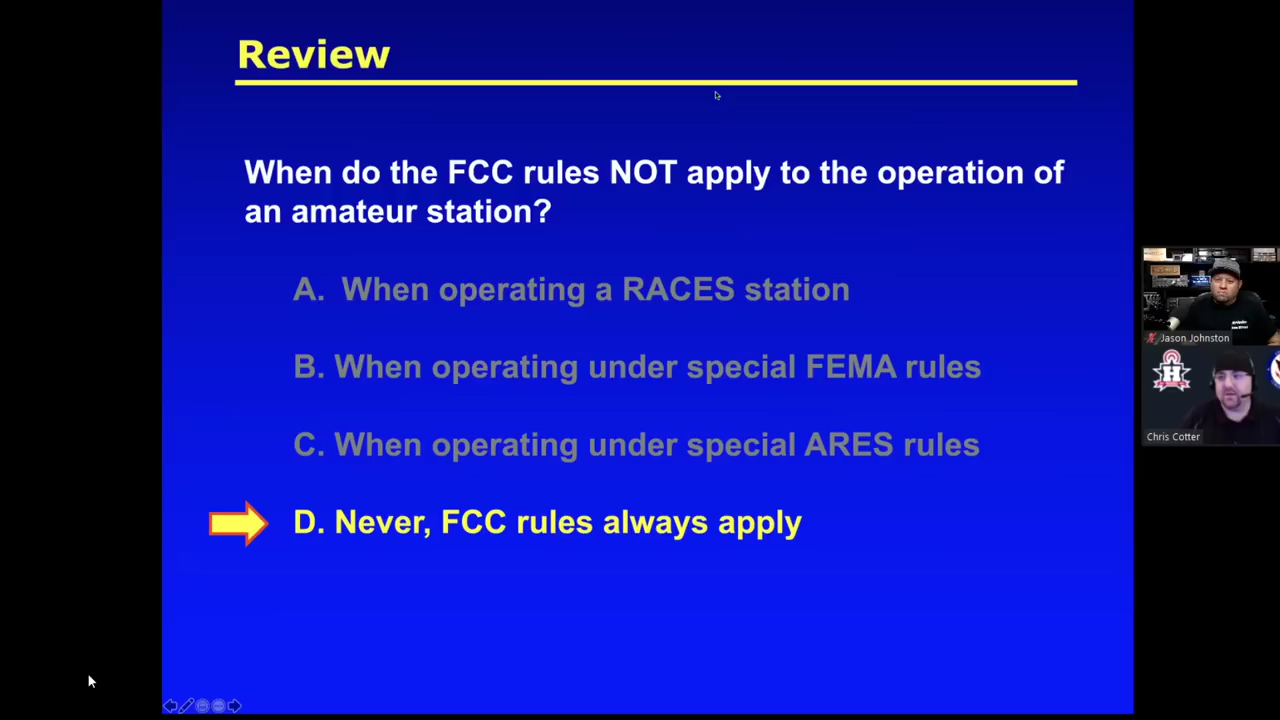 Review
When do the FCC rules NOT apply to the operation of
an amateur station?
A. When operating a RACES station
B. When operating under special FEMA rules
C. When operating under special ARES rules
D. Never, FCC rules always apply
Jason Johnston
H
Chris Cotter